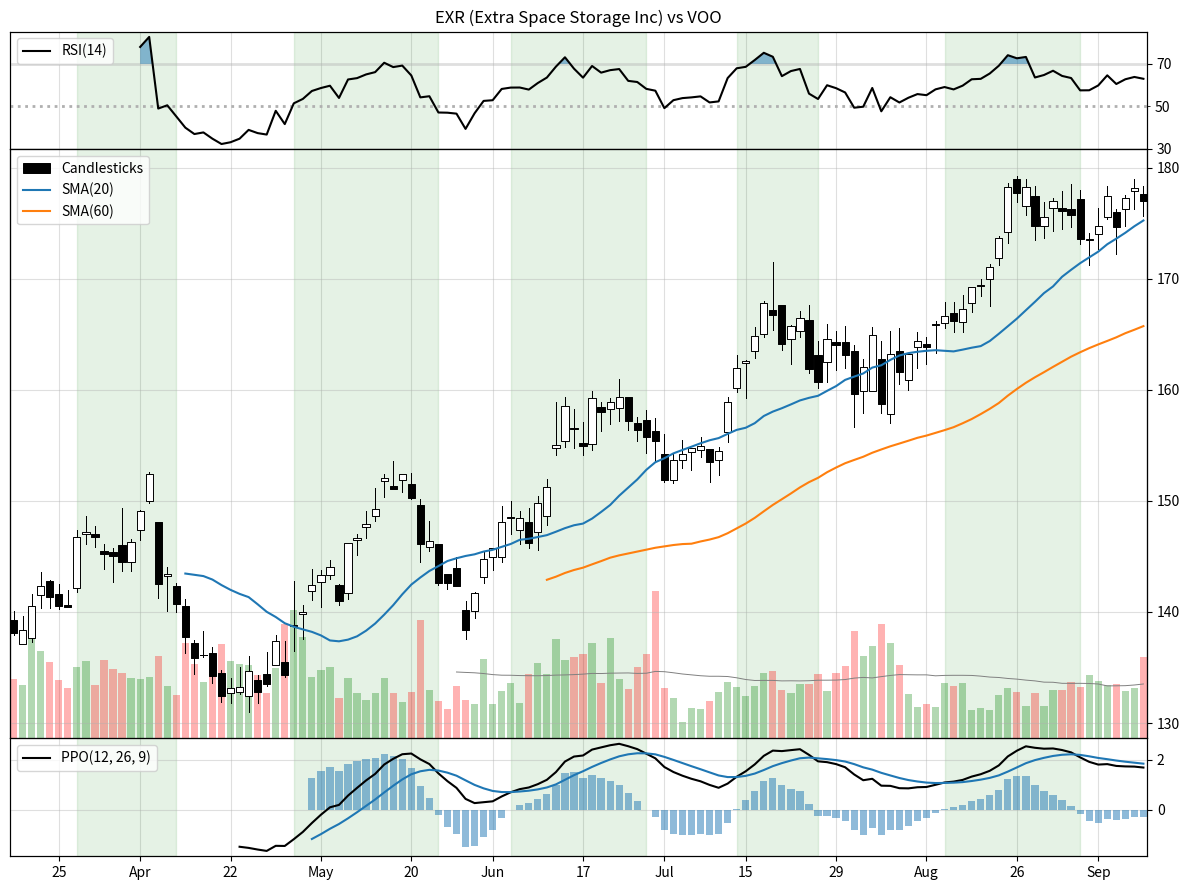 EXR (Extra Space Storage Inc) vs VOO
RSI(14)
70
50
30
Candlesticks
SMA(20)
SMA(60)
180
170
160
150
140
130
PPO(12, 26, 9)
2
0
25 Apr 22 May 20 Jun 17 Jul 15 29 Aug 26 Sep